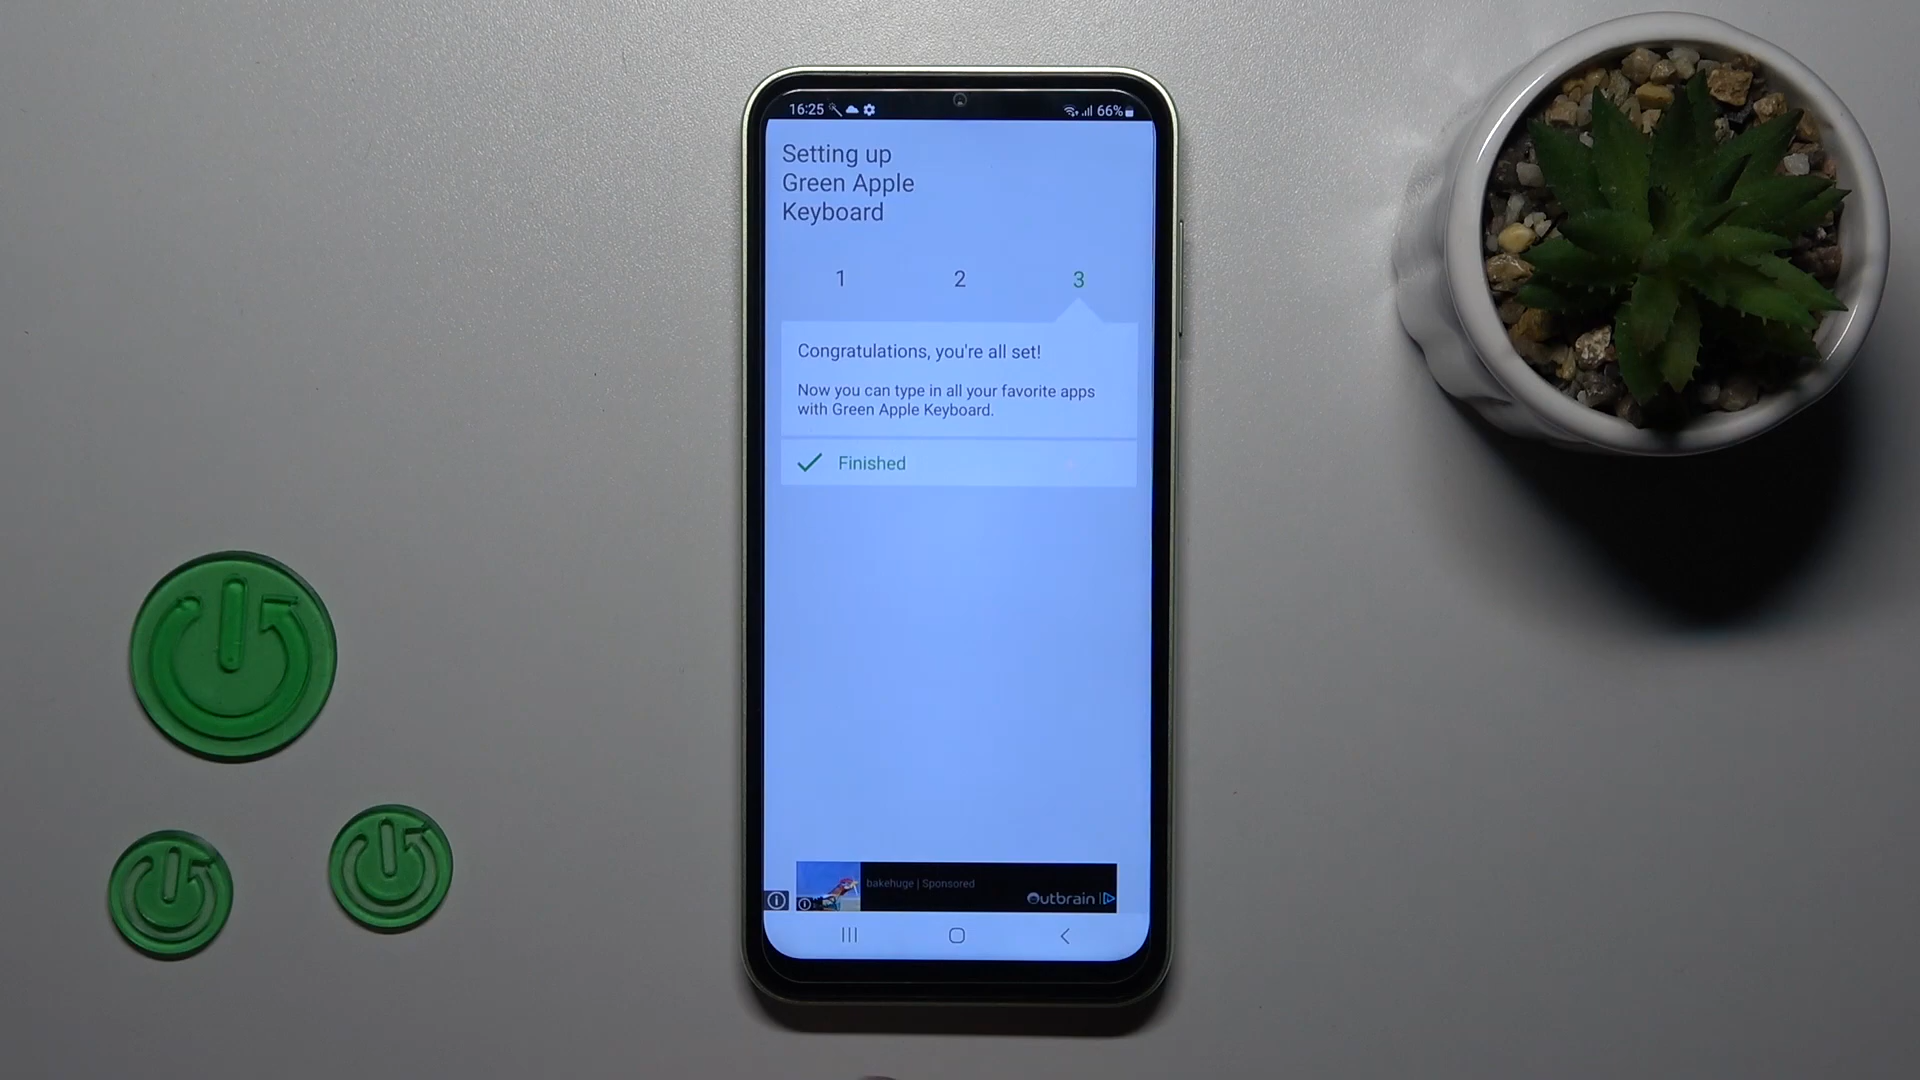 16:25
66%
Setting up
Green Apple
Keyboard
1 2 3
Congratulations, you're all set!
Now you can type in all your favorite apps
with Green Apple Keyboard.
Finished
bakehuge | Sponsored
Outbrain